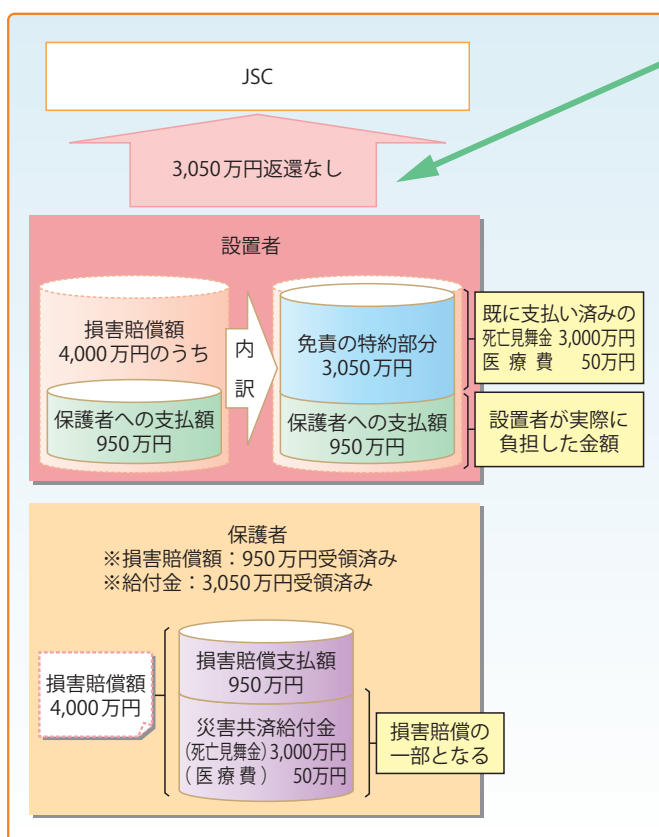 JSC
3,050万円返還なし
設置者
損害賠償額
4,000万円のうち
保護者への支払額
950万円
内
訳
免責の特約部分
3,050万円
保護者への支払額
950万円
既に支払い済みの
死亡見舞金 3,000万円
医療費 50万円
設置者が実際に
負担した金額
保護者
※損害賠償額：950万円受領済み
※給付金：3,050万円受領済み
損害賠償額
4,000万円
損害賠償支払額
950万円
災害共済給付金
(死亡見舞金)3,000万円
(医療費) 50万円
損害賠償の
一部となる